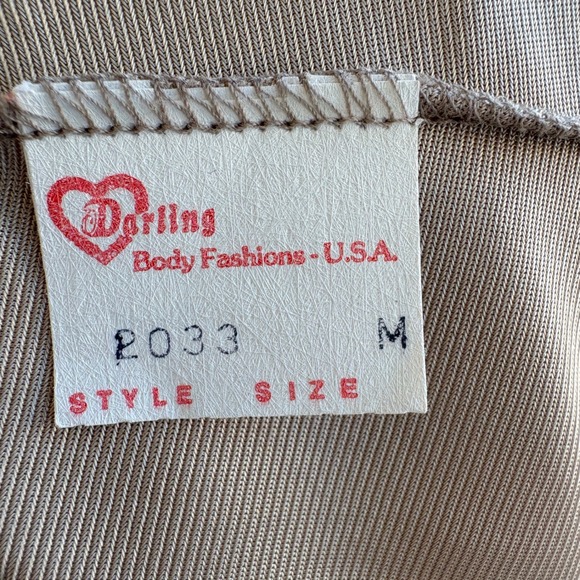 Darling
Body Fashions - U.S.A.
2033 M
STYLE SIZE